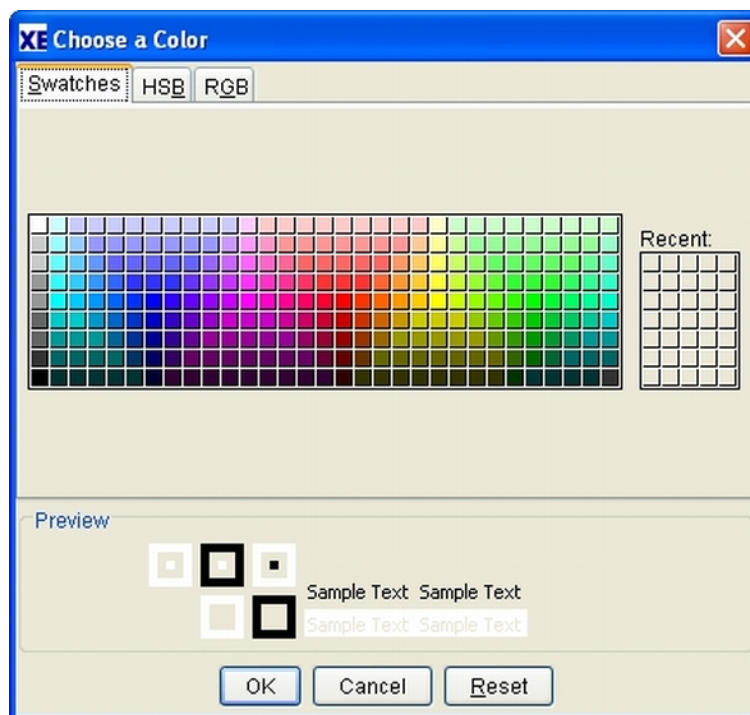 XE Choose a Color
Swatches HSB RGB
Recent:
Preview
Sample Text Sample Text
Sample Text Sample Text
OK Cancel Reset